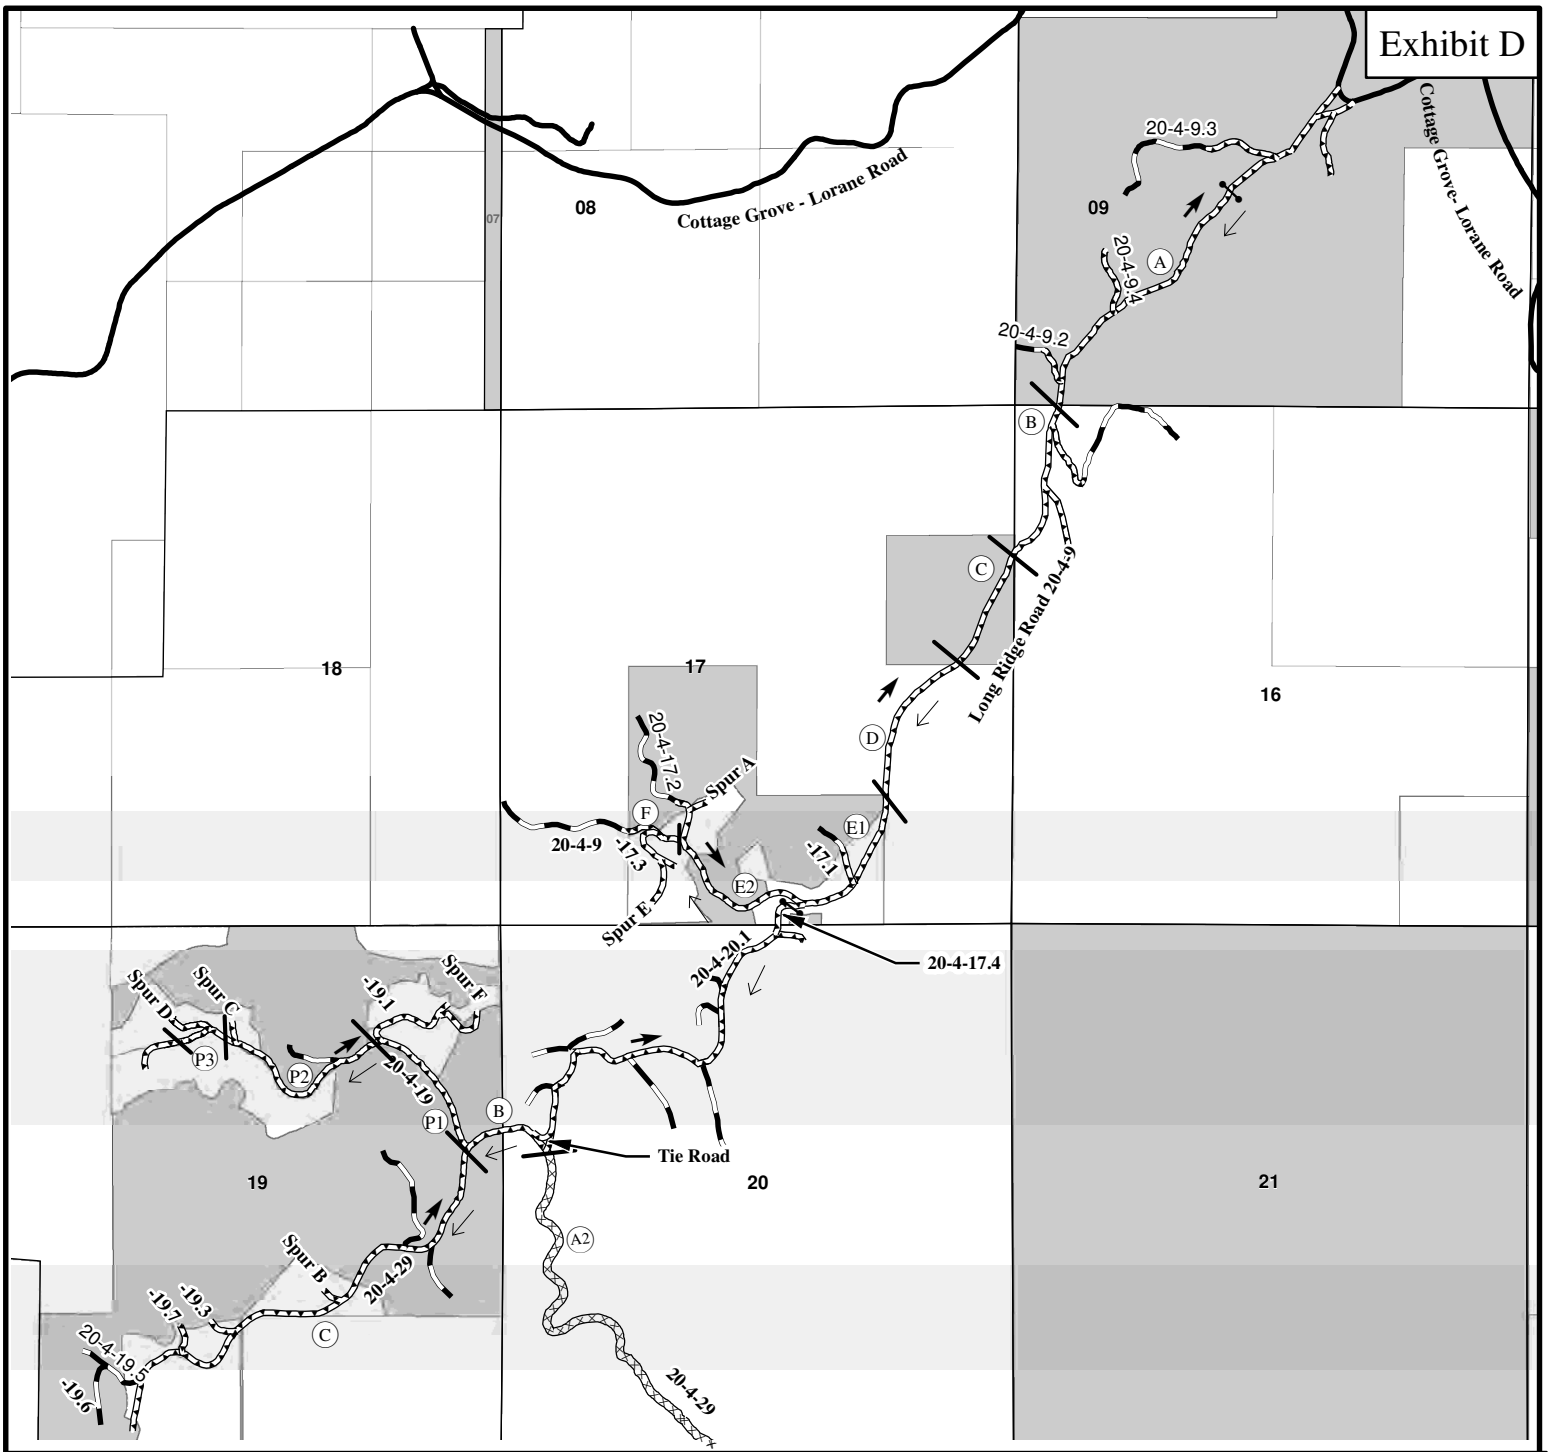 Exhibit D
Cottage Grove- Lorane Road
20-4-9.3
07
08
Cottage Grove - Lorane Road
09
A
20-4-9.4
20-4-9.2
B
C
Long Ridge Road 20-4-9
18
17
16
D
20-4-17.2
Spur A
F
E1
20-4-9
-17.3
-17.1
E2
Spur E
20-4-20.1
20-4-17.4
Spur D
Spur C
-19.1
Spur F
P3
P2
20-4-19
P1
B
Tie Road
19
20
21
A2
Spur B
20-4-29
-19.7
-19.3
C
20-4-19.5
-19.6
20-4-29